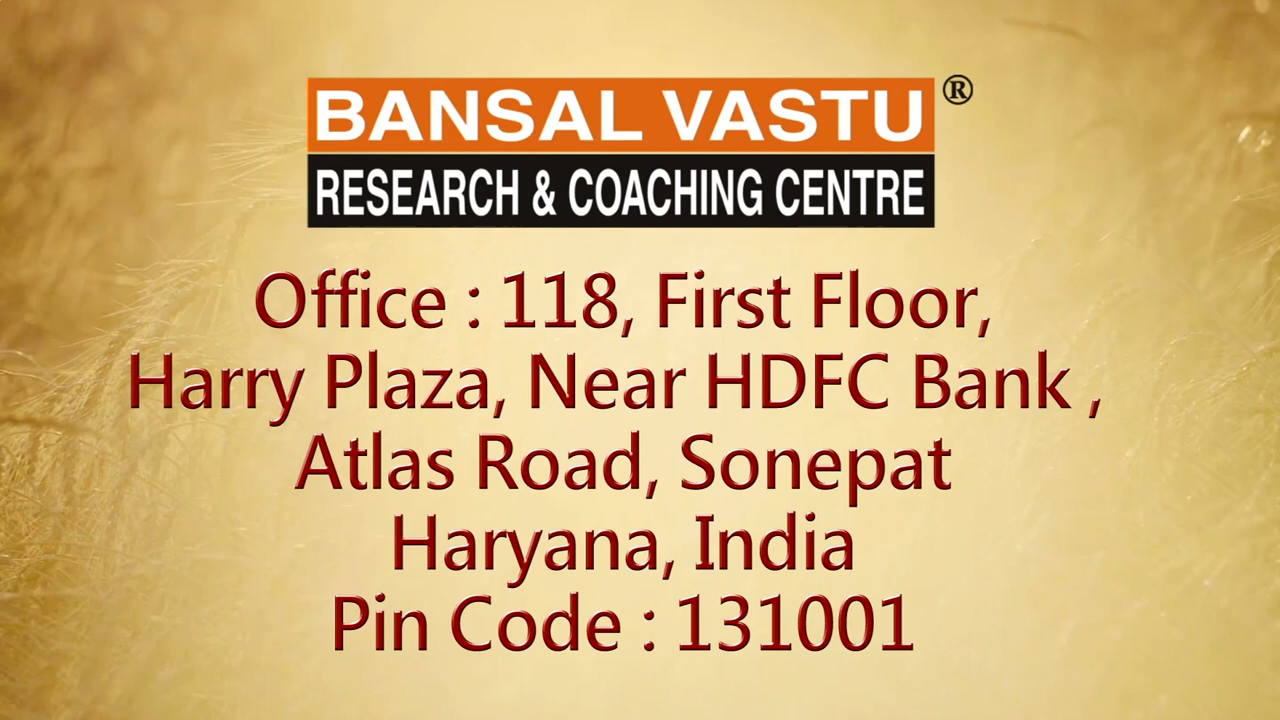 BANSAL VASTU ®
RESEARCH & COACHING CENTRE
Office : 118, First Floor,
Harry Plaza, Near HDFC Bank ,
Atlas Road, Sonepat
Haryana, India
Pin Code : 131001